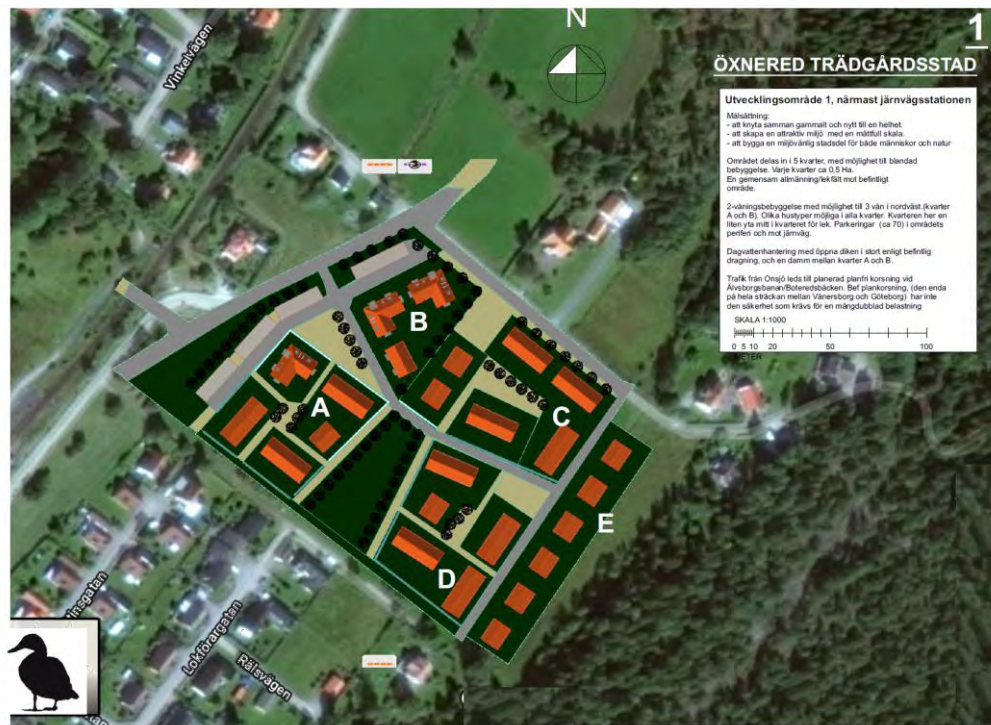 N
1
ÖXNERED TRÄDGÅRDSSTAD
Utvecklingsområde 1, närmast järnvägsstationen
Målsättning:
- att knyta samman gammalt och nytt till en helhet.
- att skapa en attraktiv miljö med en måttfull skala.
- att bygga en miljövänlig stadsdel för både människor och natur
Området delas in i 5 kvarter, med möjlighet till blandad
bebyggelse. Varje kvarter ca 0,5 Ha.
En gemensam allmänning/lekfält mot befintligt
område.
2-våningsbebyggelse med möjlighet till 3 vån i nordväst.(kvarter
A och B). Olika hustyper möjliga i alla kvarter. Kvarteren her en
liten yta mitt i kvarteret för lek. Parkeringar (ca 70) i områdets
periferi och mot järnväg.
Dagvattenhantering med öppna diken i stort enligt befintlig
dragning, och en damm mellan kvarter A och B.
Trafik från Onsjö leds till planerad planfri korsning vid
Älvsborgsbanan/Boteredsbäcken. Bef plankorsning, (den enda
på hela sträckan mellan Vänersborg och Göteborg) har inte
den säkerhet som krävs för en mångdubblad belastning
SKALA 1:1000
0 5 10 20 50 100
METER
Vinkelvägen
B
A
C
E
D
Lokförargatan
Rälsvägen